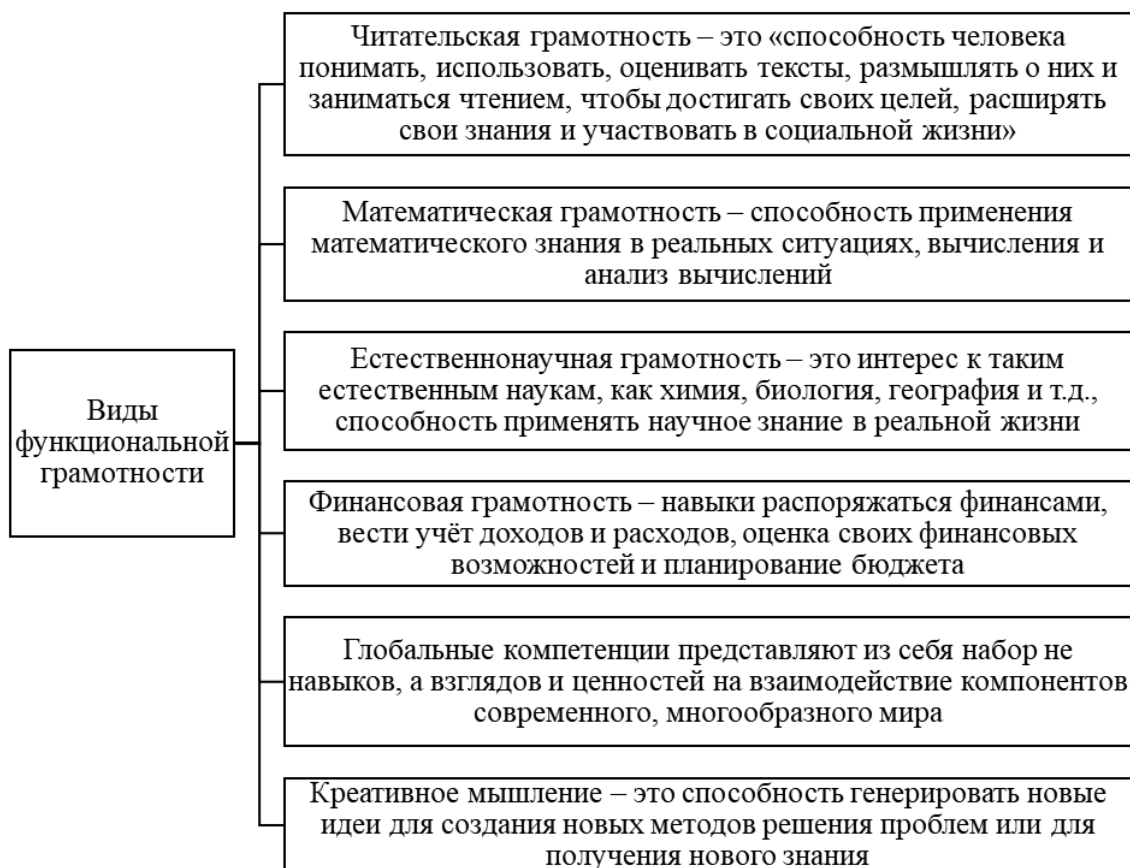 Виды
функциональной
грамотности
Читательская грамотность – это «способность человека
понимать, использовать, оценивать тексты, размышлять о них и
заниматься чтением, чтобы достигать своих целей, расширять
свои знания и участвовать в социальной жизни»
Математическая грамотность – способность применения
математического знания в реальных ситуациях, вычисления и
анализ вычислений
Естественнонаучная грамотность – это интерес к таким
естественным наукам, как химия, биология, география и т.д.,
способность применять научное знание в реальной жизни
Финансовая грамотность – навыки распоряжаться финансами,
вести учёт доходов и расходов, оценка своих финансовых
возможностей и планирование бюджета
Глобальные компетенции представляют из себя набор не
навыков, а взглядов и ценностей на взаимодействие компонентов
современного, многообразного мира
Креативное мышление – это способность генерировать новые
идеи для создания новых методов решения проблем или для
получения нового знания